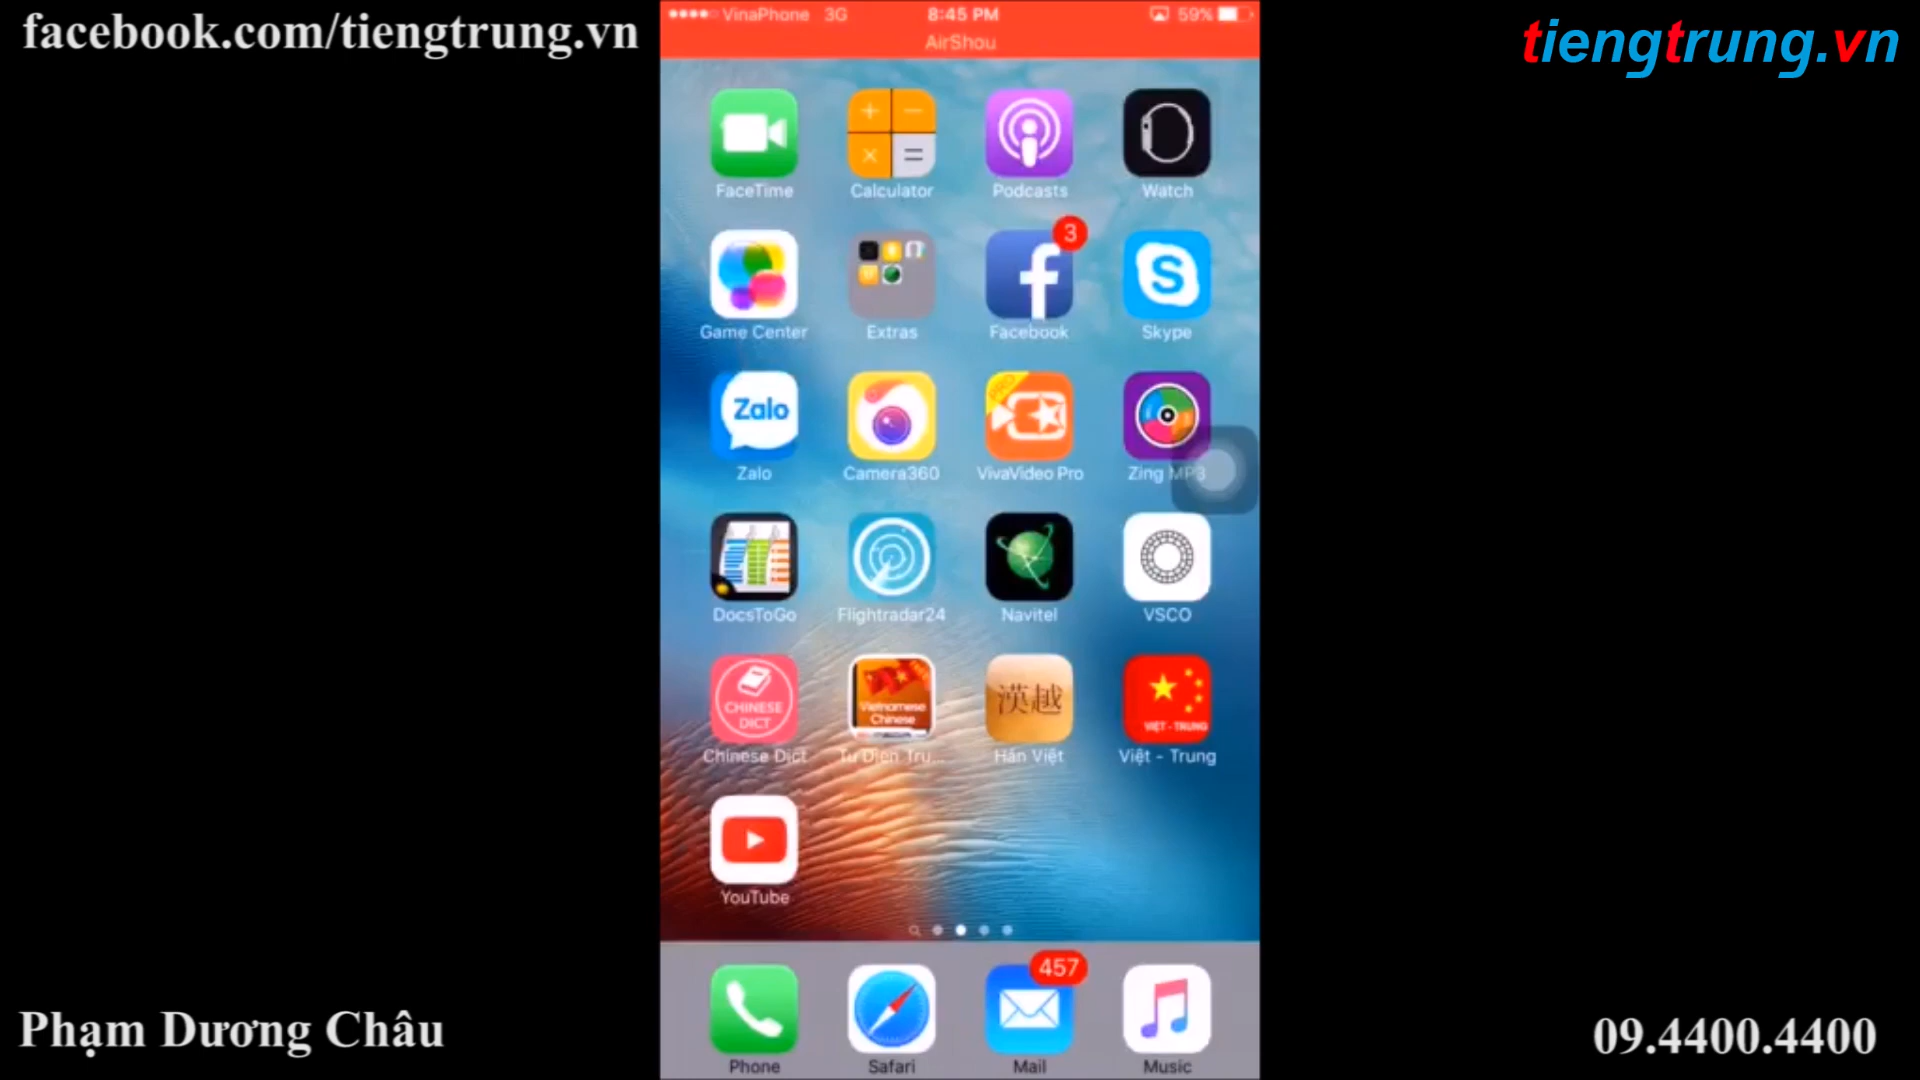 facebook.com/tiengtrung.vn
VinaPhone 3G 8:45 PM 59%
AirShou
tiengtrung.vn
FaceTime Calculator Podcasts Watch
3
Game Center Extras Facebook Skype
Zalo
PRO
Zalo Camera360 VivaVideo Pro Zing MP3
DocsToGo Flightradar24 Navitel VSCO
CHINESE DICT
Vietnamese Chinese
漢越
VIỆT - TRUNG
Chinese Dict Từ Điển Tru... Hán Việt Việt - Trung
YouTube
457
Phone Safari Mail Music
Phạm Dương Châu
09.4400.4400